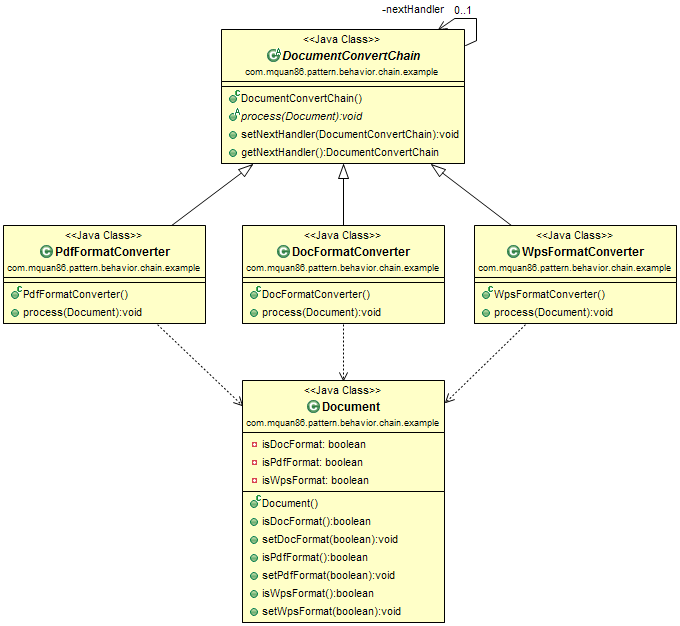 -nextHandler 0..1
<<Java Class>>
DocumentConvertChain
com.mquan86.pattern.behavior.chain.example
DocumentConvertChain()
process(Document):void
setNextHandler(DocumentConvertChain):void
getNextHandler():DocumentConvertChain
<<Java Class>>
PdfFormatConverter
com.mquan86.pattern.behavior.chain.example
PdfFormatConverter()
process(Document):void
<<Java Class>>
DocFormatConverter
com.mquan86.pattern.behavior.chain.example
DocFormatConverter()
process(Document):void
<<Java Class>>
WpsFormatConverter
com.mquan86.pattern.behavior.chain.example
WpsFormatConverter()
process(Document):void
<<Java Class>>
Document
com.mquan86.pattern.behavior.chain.example
isDocFormat: boolean
isPdfFormat: boolean
isWpsFormat: boolean
Document()
isDocFormat():boolean
setDocFormat(boolean):void
isPdfFormat():boolean
setPdfFormat(boolean):void
isWpsFormat():boolean
setWpsFormat(boolean):void